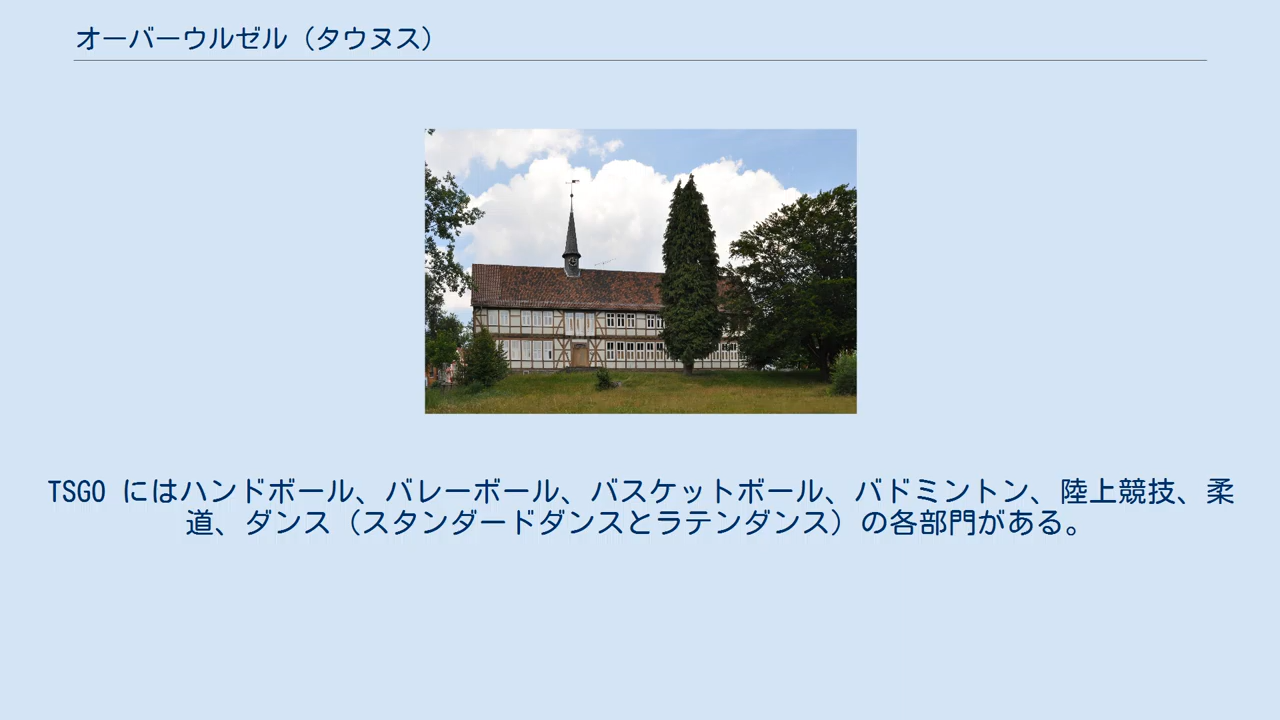 オーバーウルゼル（タウヌス）
TSGO にはハンドボール、バレーボール、バスケットボール、バドミントン、陸上競技、柔
道、ダンス（スタンダードダンスとラテンダンス）の各部門がある。